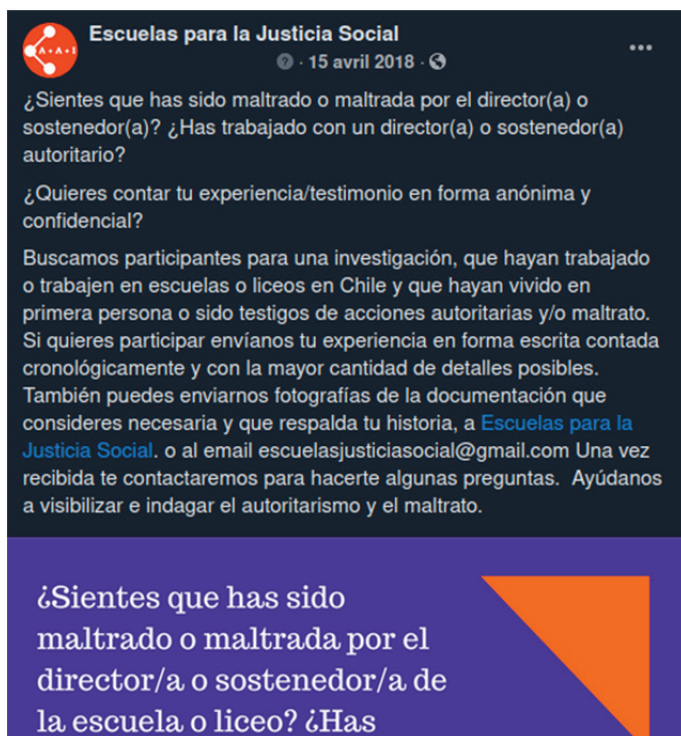 A + A + I
Escuelas para la Justicia Social
· 15 avril 2018 ·
¿Sientes que has sido maltrado o maltrada por el director(a) o
sostenedor(a)? ¿Has trabajado con un director(a) o sostenedor(a)
autoritario?
¿Quieres contar tu experiencia/testimonio en forma anónima y
confidencial?
Buscamos participantes para una investigación, que hayan trabajado
o trabajen en escuelas o liceos en Chile y que hayan vivido en
primera persona o sido testigos de acciones autoritarias y/o maltrato.
Si quieres participar envíanos tu experiencia en forma escrita contada
cronológicamente y con la mayor cantidad de detalles posibles.
También puedes enviarnos fotografías de la documentación que
consideres necesaria y que respalda tu historia, a Escuelas para la
Justicia Social. o al email escuelasjusticiasocial@gmail.com Una vez
recibida te contactaremos para hacerte algunas preguntas. Ayúdanos
a visibilizar e indagar el autoritarismo y el maltrato.
¿Sientes que has sido
maltrado o maltrada por el
director/a o sostenedor/a de
la escuela o liceo? ¿Has